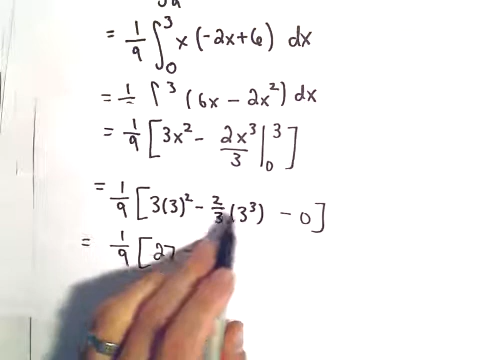 = 1/9 ∫₀³ x(-2x+6) dx
= 1/9 ∫³ (6x - 2x²) dx
= 1/9 [3x² - 2x³/3 |₀³]
= 1/9 [3(3)² - 2/3 (3³) - 0]
= 1/9 [27 -